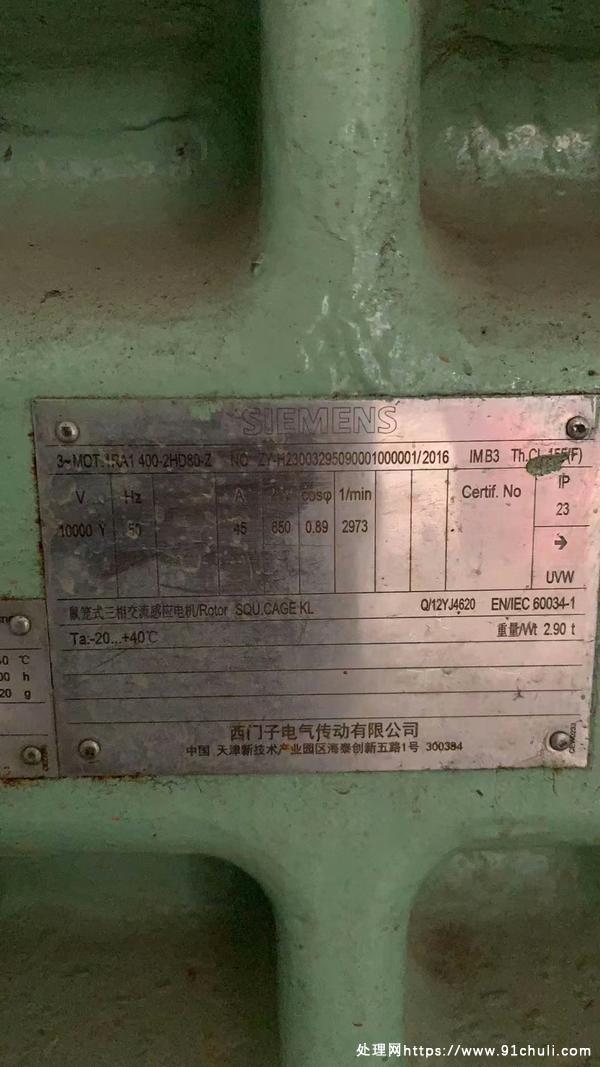 SIEMENS
3~MOT. 1RA1 400-2HD80-Z NO ZY-H23003295090001000001/2016 IM B3 Th.Cl. 155(F)
V Hz A kW cosφ 1/min Certif. No IP
10000 Y 50 45 650 0.89 2973 23
→
UVW
鼠笼式三相交流感应电机/Rotor SQU.CAGE KL Q/12YJ4620 EN/IEC 60034-1
Ta:-20...+40℃ 重量/Wt 2.90 t
西门子电气传动有限公司
中国 天津新技术产业园区海泰创新五路1号 300384
℃
h
20 g
处理网https://www.91chuli.com